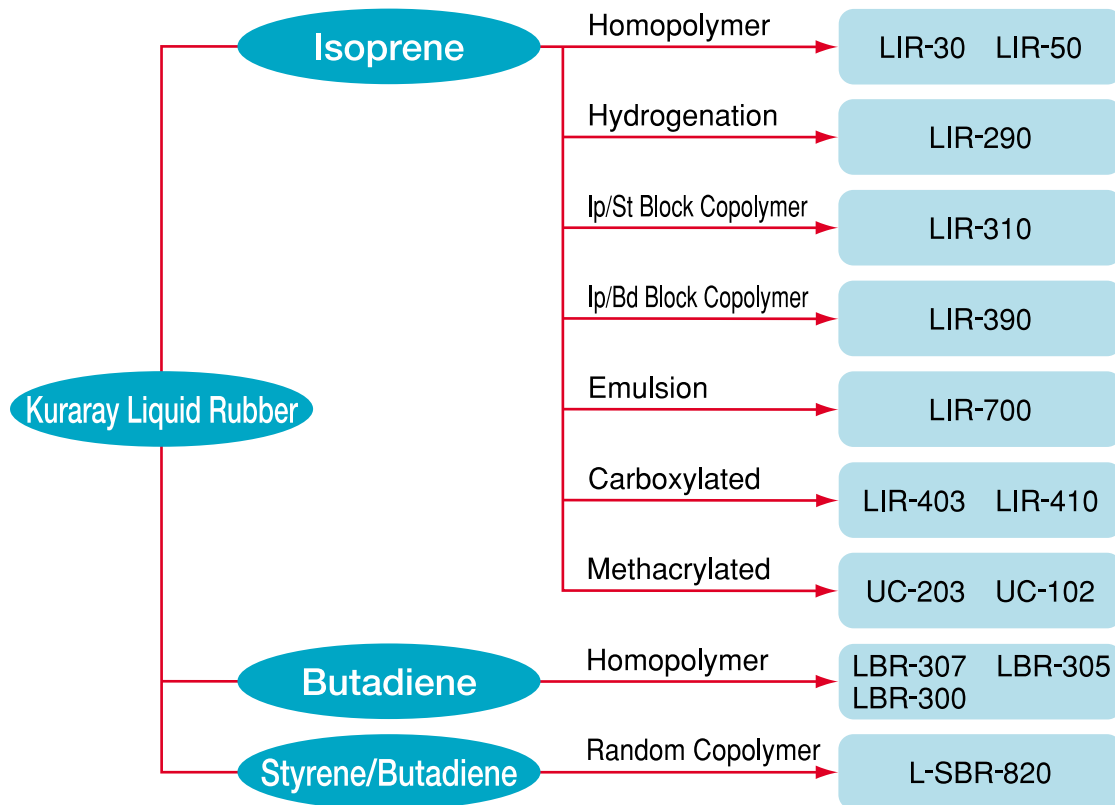 Isoprene
Homopolymer
LIR-30 LIR-50
Hydrogenation
LIR-290
Ip/St Block Copolymer
LIR-310
Ip/Bd Block Copolymer
LIR-390
Kuraray Liquid Rubber
Emulsion
LIR-700
Carboxylated
LIR-403 LIR-410
Methacrylated
UC-203 UC-102
Butadiene
Homopolymer
LBR-307 LBR-305
LBR-300
Styrene/Butadiene
Random Copolymer
L-SBR-820